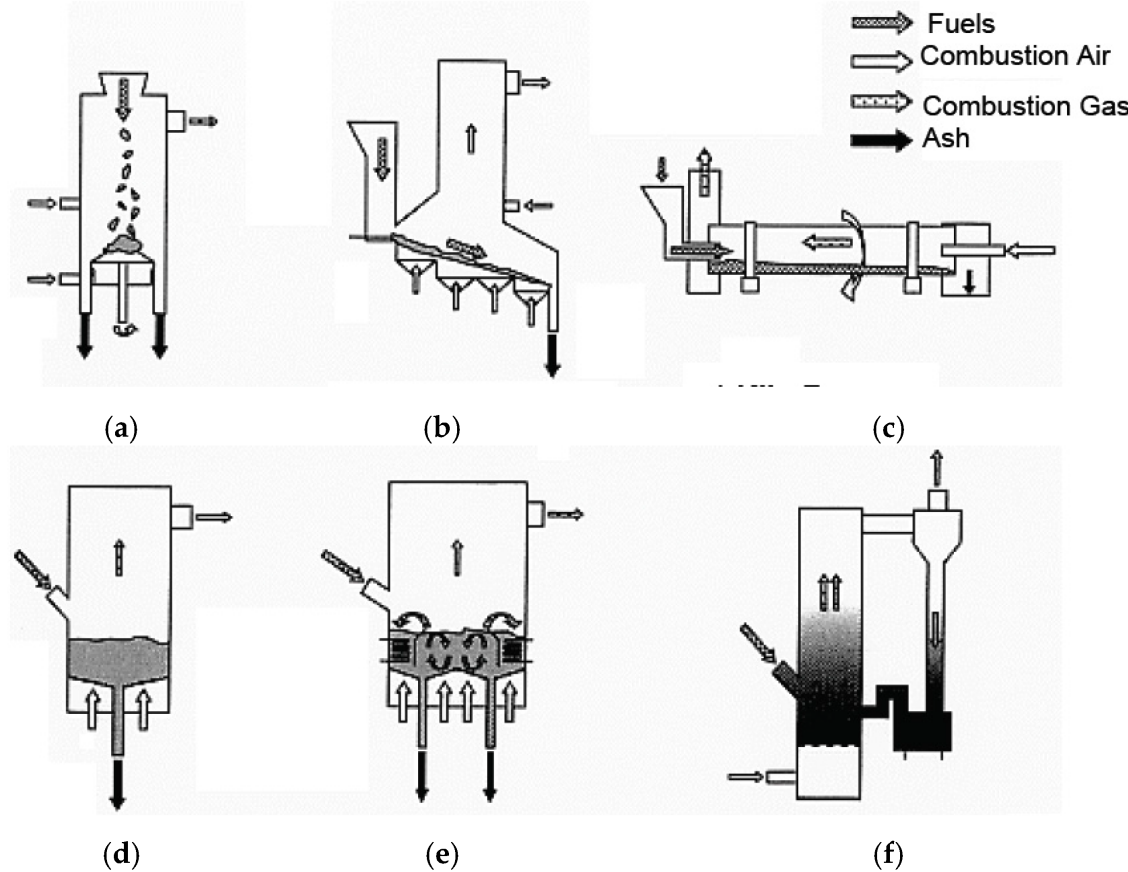 Fuels
Combustion Air
Combustion Gas
Ash
(a)
(b)
(c)
(d)
(e)
(f)